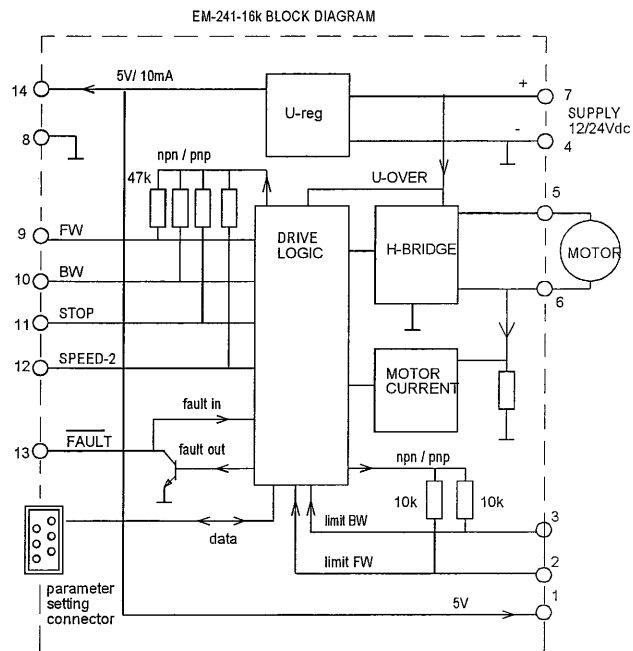 EM-241-16k BLOCK DIAGRAM
5V/ 10mA
14
U-reg
+
7
SUPPLY
12/24Vdc
8
-
4
npn / pnp
47k
U-OVER
5
9
FW
DRIVE
LOGIC
H-BRIDGE
MOTOR
10
BW
6
11
STOP
12
SPEED-2
MOTOR
CURRENT
fault in
13
FAULT
fault out
npn / pnp
10k
10k
limit BW
3
data
limit FW
2
parameter
setting
connector
5V
1